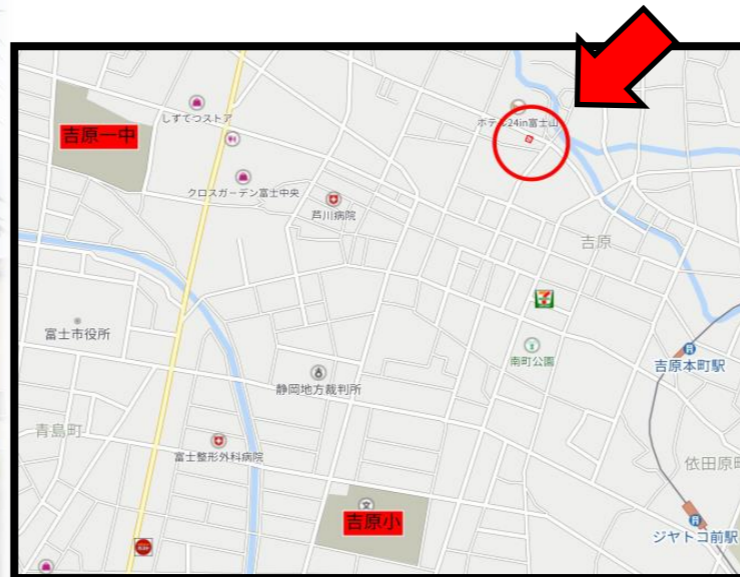 しずてつストア
吉原一中
ホテル24in富士山
クロスガーデン富士中央
芦川病院
吉原
富士市役所
南町公園
吉原本町駅
静岡地方裁判所
青島町
富士整形外科病院
依田原町
吉原小
ジヤトコ前駅